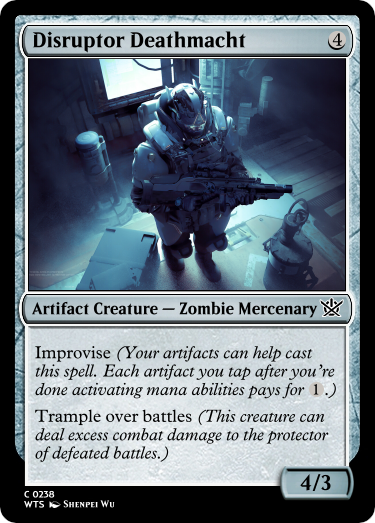 Disruptor Deathmacht 4
Artifact Creature — Zombie Mercenary
Improvise (Your artifacts can help cast
this spell. Each artifact you tap after you're
done activating mana abilities pays for 1.)
Trample over battles (This creature can
deal excess combat damage to the protector
of defeated battles.)
4/3
C 0238
WTS Shenpei Wu